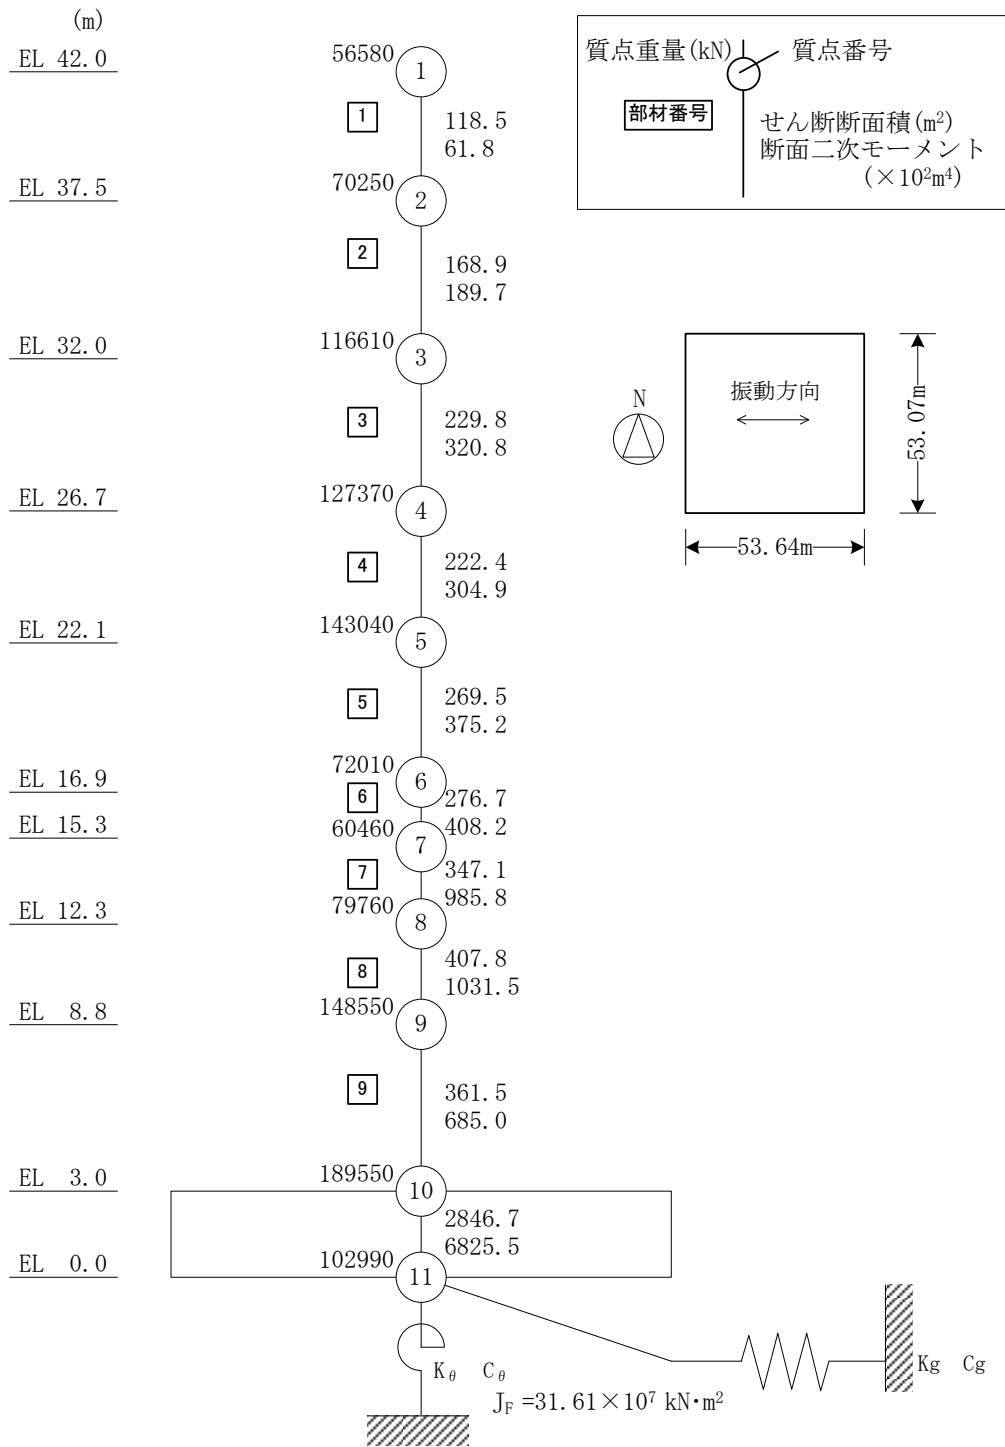 (m)
EL 42.0
56580
1
1
118.5
61.8
EL 37.5
70250
2
2
168.9
189.7
EL 32.0
116610
3
3
229.8
320.8
EL 26.7
127370
4
4
222.4
304.9
EL 22.1
143040
5
5
269.5
375.2
EL 16.9
72010
6
6
276.7
408.2
EL 15.3
60460
7
7
347.1
985.8
EL 12.3
79760
8
8
407.8
1031.5
EL 8.8
148550
9
9
361.5
685.0
EL 3.0
189550
10
2846.7
6825.5
EL 0.0
102990
11
Kθ Cθ
Kg Cg
JF =31.61×10⁷ kN・m²
質点重量(kN)
質点番号
部材番号
せん断断面積(m²)
断面二次モーメント
(×10²m⁴)
N
振動方向
53.07m
53.64m